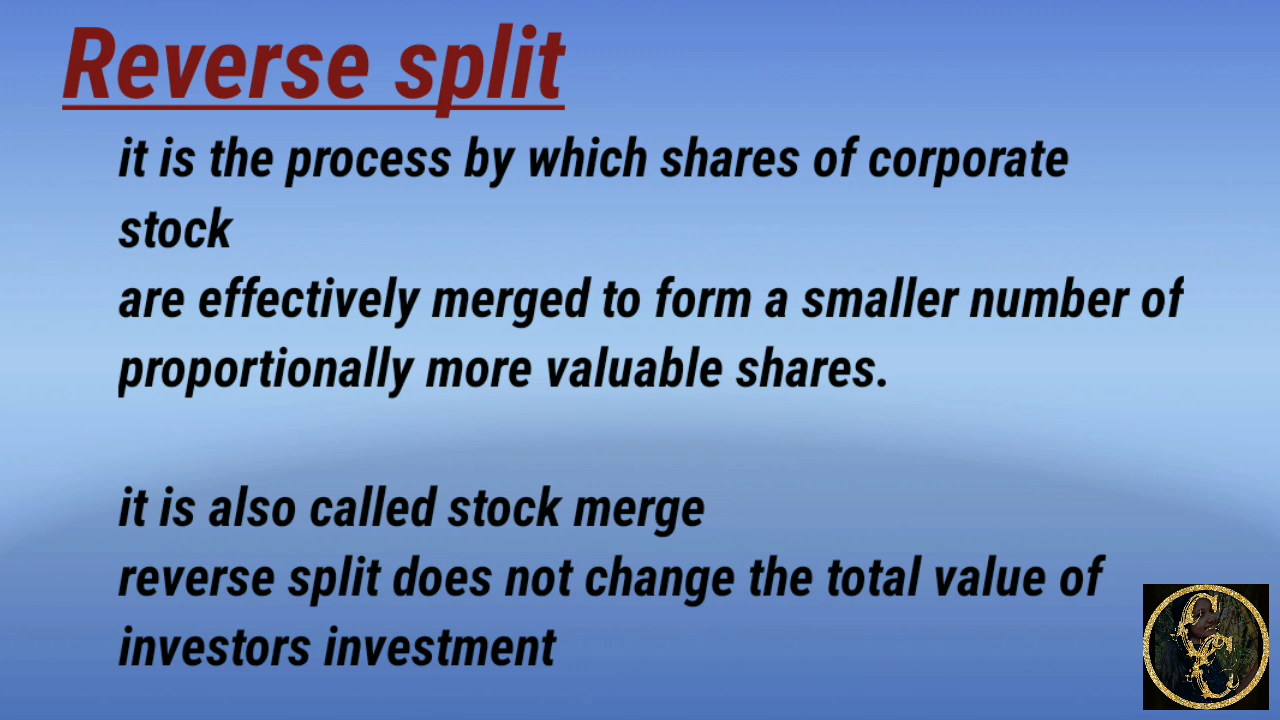 Reverse split
it is the process by which shares of corporate
stock
are effectively merged to form a smaller number of
proportionally more valuable shares.
it is also called stock merge
reverse split does not change the total value of
investors investment